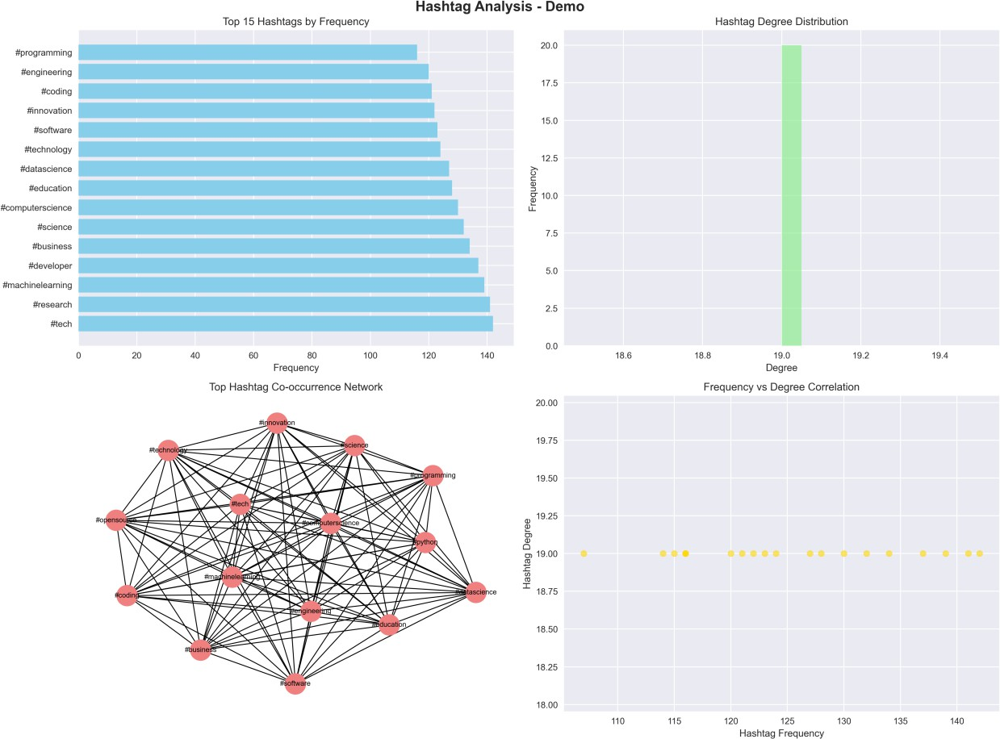 Hashtag Analysis - Demo
Top 15 Hashtags by Frequency
#programming
#engineering
#coding
#innovation
#software
#technology
#datascience
#education
#computerscience
#science
#business
#developer
#machinelearning
#research
#tech
0 20 40 60 80 100 120 140
Frequency
Hashtag Degree Distribution
Frequency
20.0
17.5
15.0
12.5
10.0
7.5
5.0
2.5
0.0
18.6 18.8 19.0 19.2 19.4
Degree
Top Hashtag Co-occurrence Network
#innovation
#science
#technology
#programming
#tech
#opensource
#computerscience
#python
#machinelearning
#datascience
#coding
#engineering
#education
#business
#software
Frequency vs Degree Correlation
Hashtag Degree
20.00
19.75
19.50
19.25
19.00
18.75
18.50
18.25
18.00
110 115 120 125 130 135 140
Hashtag Frequency